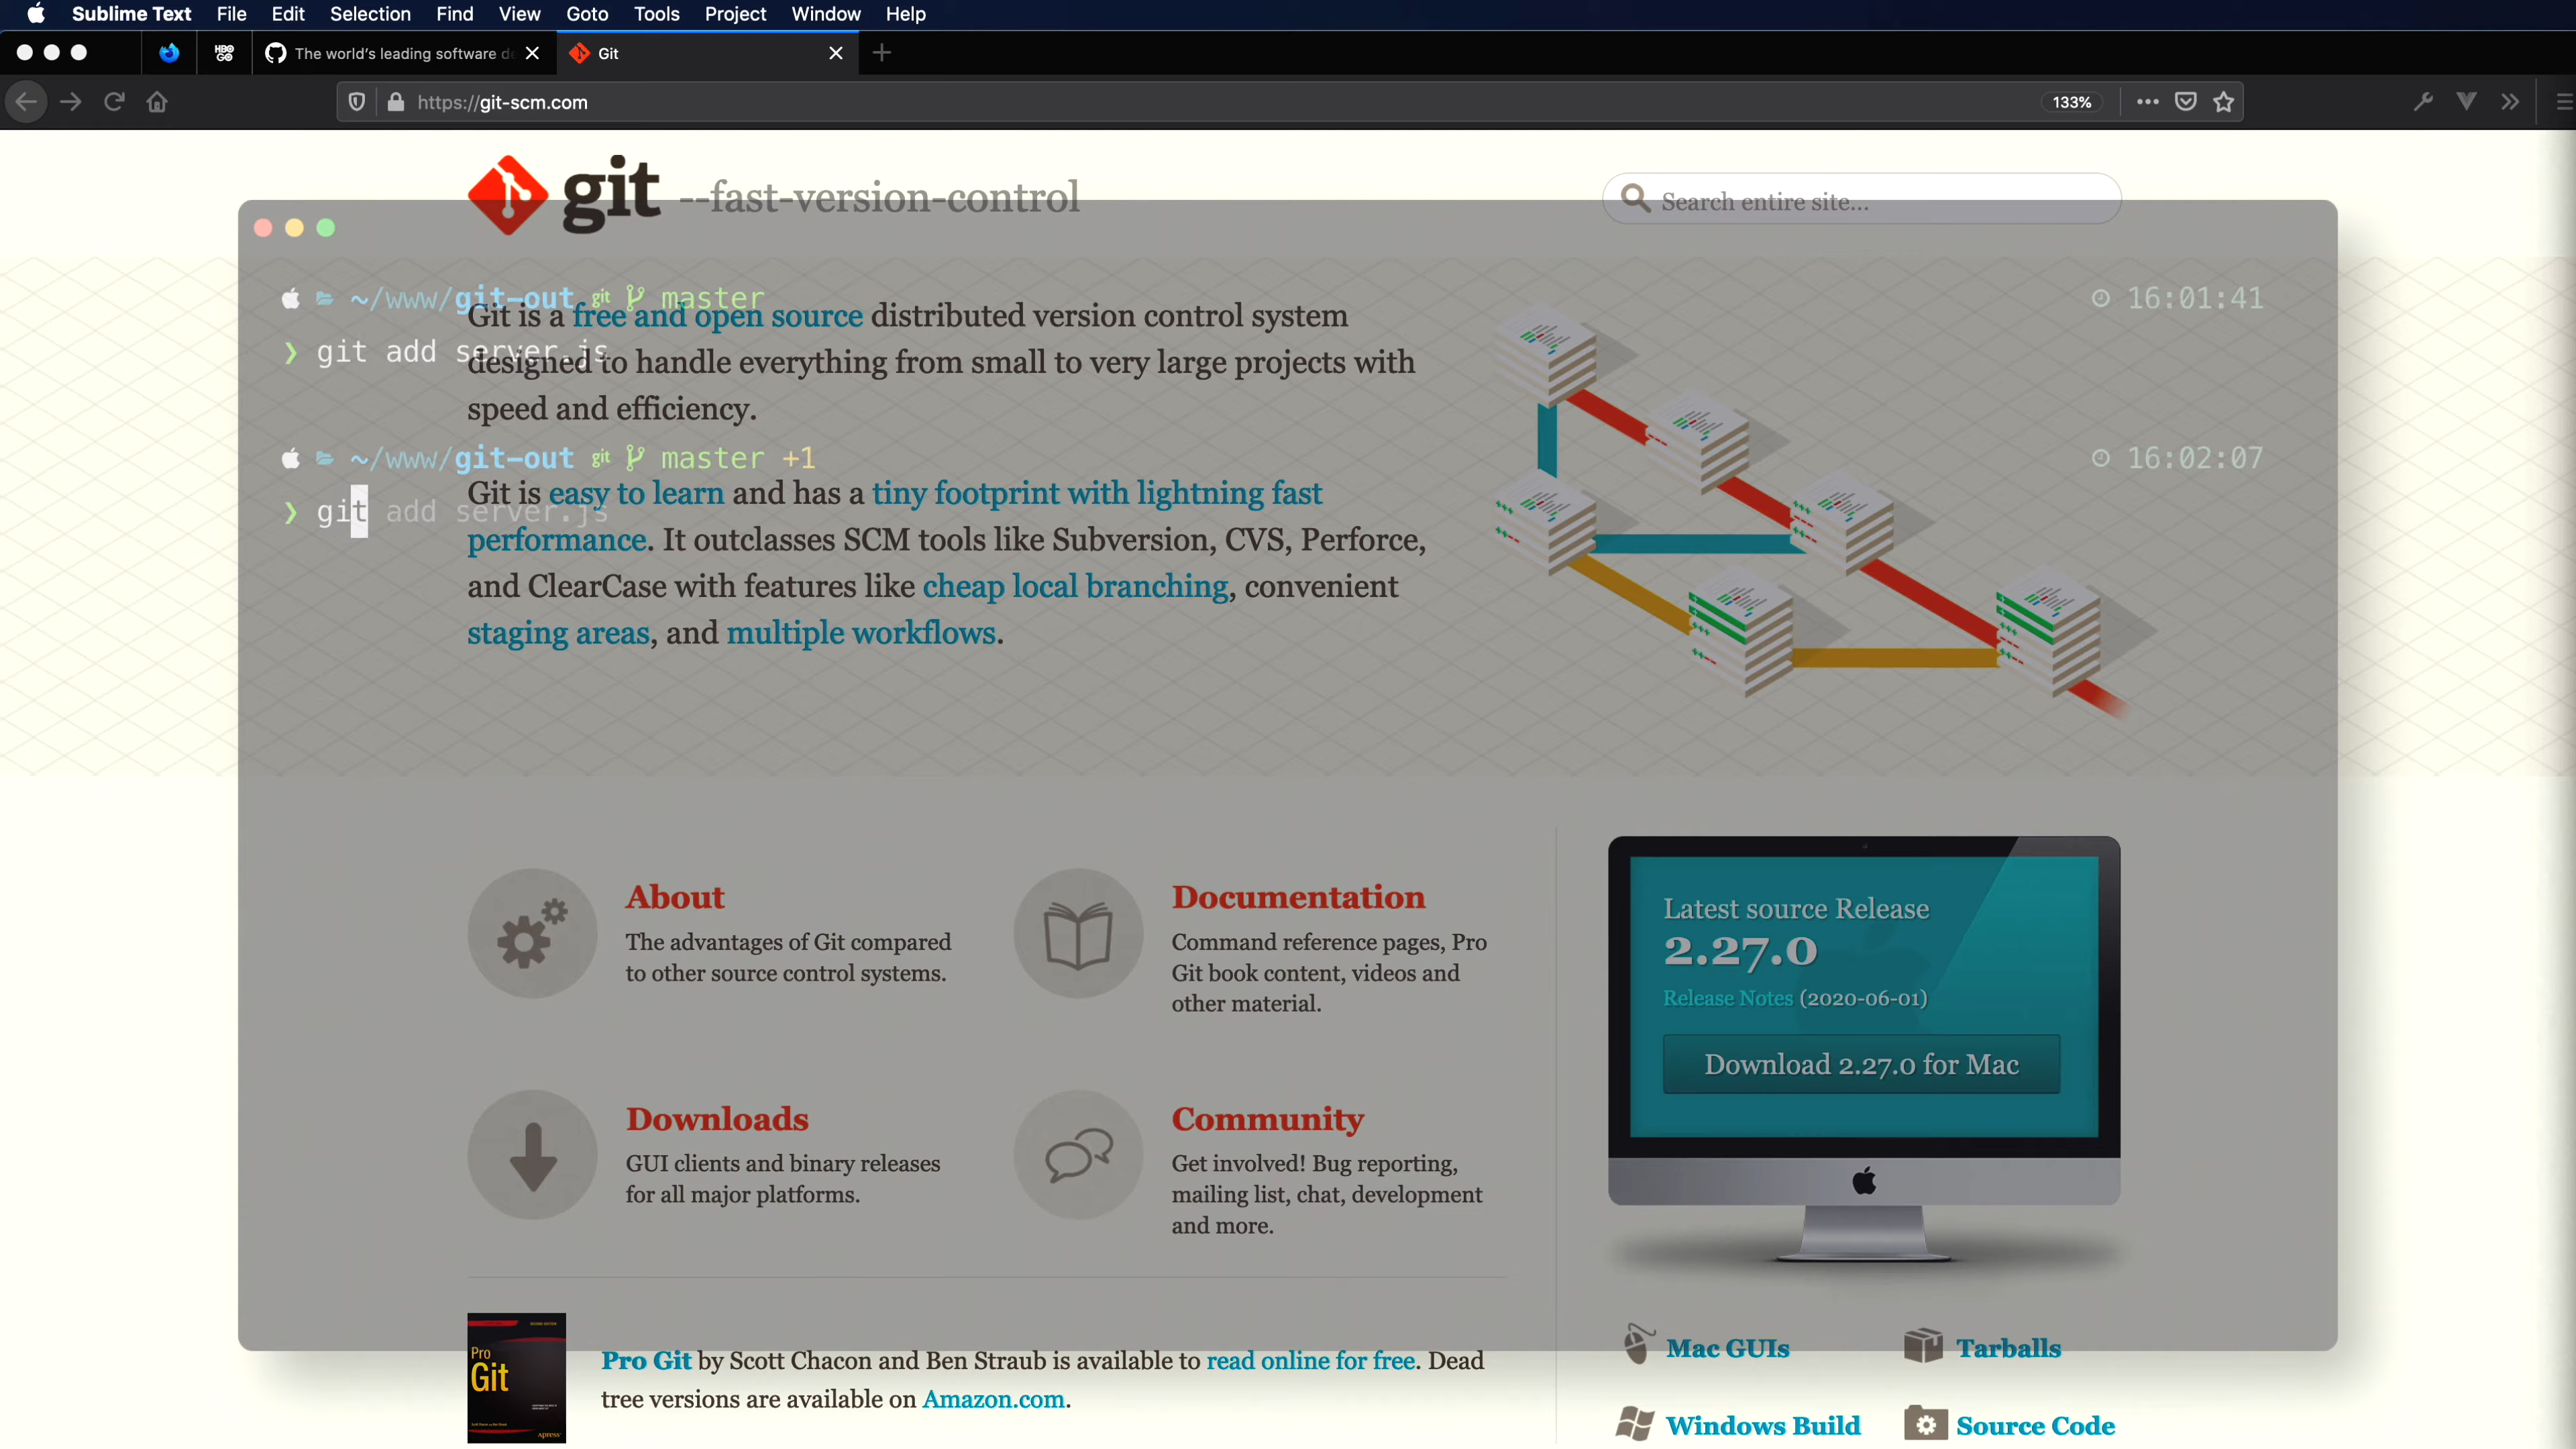 Sublime Text File Edit Selection Find View Goto Tools Project Window Help
HBO GO The world's leading software de Git
https://git-scm.com 133%
git --fast-version-control
Search entire site...
~/www/git-out git master 16:01:41
❯ git add server.js
Git is a free and open source distributed version control system
designed to handle everything from small to very large projects with
speed and efficiency.
~/www/git-out git master +1 16:02:07
❯ git add server.js
Git is easy to learn and has a tiny footprint with lightning fast
performance. It outclasses SCM tools like Subversion, CVS, Perforce,
and ClearCase with features like cheap local branching, convenient
staging areas, and multiple workflows.
About
The advantages of Git compared
to other source control systems.
Documentation
Command reference pages, Pro
Git book content, videos and
other material.
Downloads
GUI clients and binary releases
for all major platforms.
Community
Get involved! Bug reporting,
mailing list, chat, development
and more.
Latest source Release
2.27.0
Release Notes (2020-06-01)
Download 2.27.0 for Mac
Pro
Git
Apress
Pro Git by Scott Chacon and Ben Straub is available to read online for free. Dead
tree versions are available on Amazon.com.
Mac GUIs
Tarballs
Windows Build
Source Code